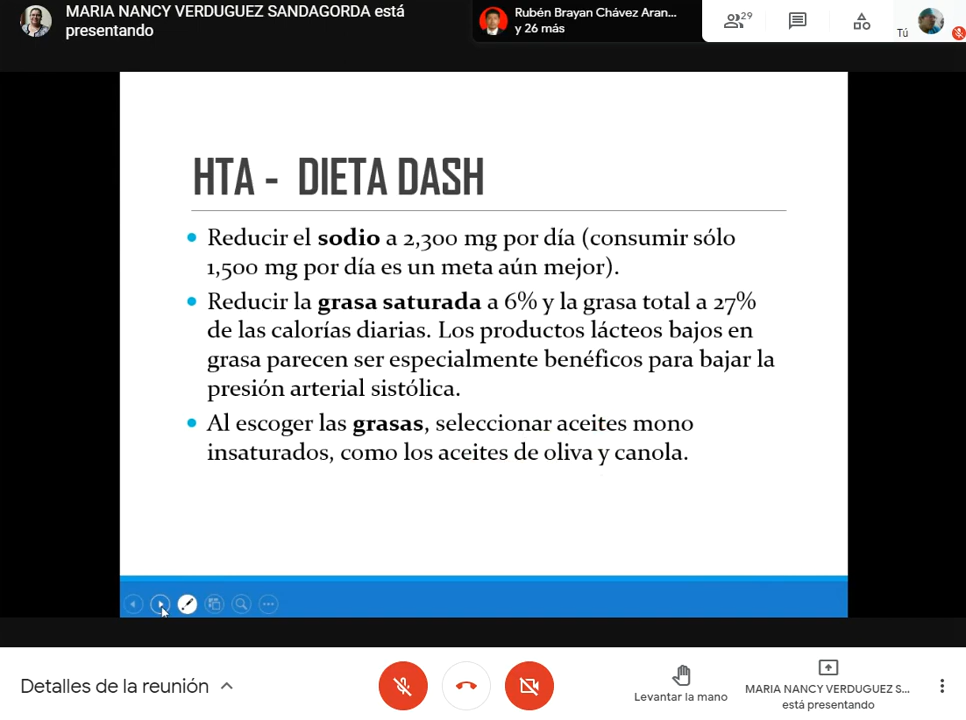 MARIA NANCY VERDUGUEZ SANDAGORDA está
presentando
Rubén Brayan Chávez Aran...
y 26 más
29
Tú
HTA - DIETA DASH
Reducir el sodio a 2,300 mg por día (consumir sólo
1,500 mg por día es un meta aún mejor).
Reducir la grasa saturada a 6% y la grasa total a 27%
de las calorías diarias. Los productos lácteos bajos en
grasa parecen ser especialmente benéficos para bajar la
presión arterial sistólica.
Al escoger las grasas, seleccionar aceites mono
insaturados, como los aceites de oliva y canola.
Detalles de la reunión
Levantar la mano
MARIA NANCY VERDUGUEZ S...
está presentando